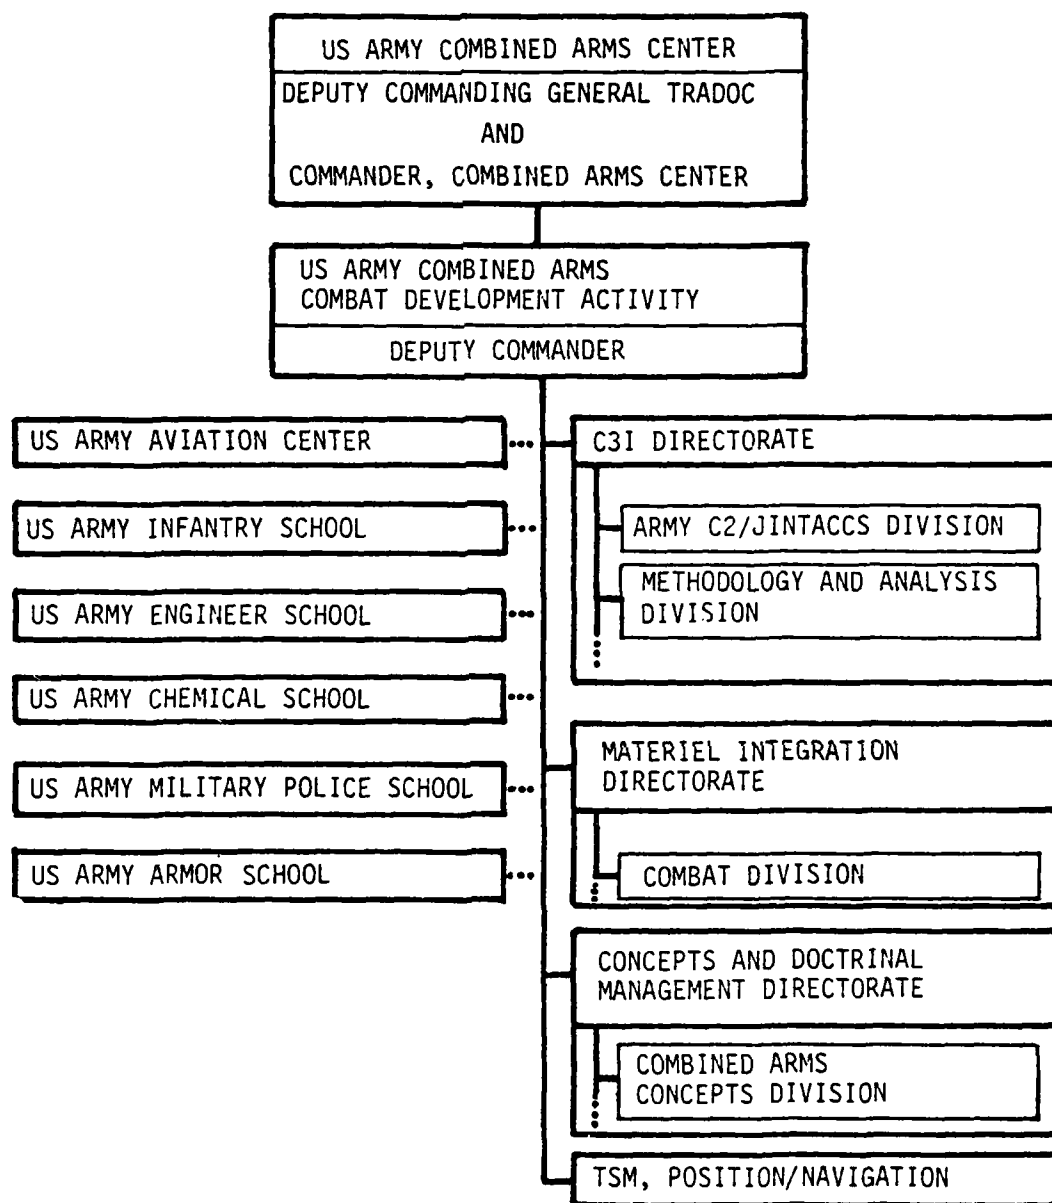 US ARMY COMBINED ARMS CENTER
DEPUTY COMMANDING GENERAL TRADOC
AND
COMMANDER, COMBINED ARMS CENTER
US ARMY COMBINED ARMS
COMBAT DEVELOPMENT ACTIVITY
DEPUTY COMMANDER
US ARMY AVIATION CENTER
US ARMY INFANTRY SCHOOL
US ARMY ENGINEER SCHOOL
US ARMY CHEMICAL SCHOOL
US ARMY MILITARY POLICE SCHOOL
US ARMY ARMOR SCHOOL
C3I DIRECTORATE
ARMY C2/JINTACCS DIVISION
METHODOLOGY AND ANALYSIS
DIVISION
MATERIEL INTEGRATION
DIRECTORATE
COMBAT DIVISION
CONCEPTS AND DOCTRINAL
MANAGEMENT DIRECTORATE
COMBINED ARMS
CONCEPTS DIVISION
TSM, POSITION/NAVIGATION